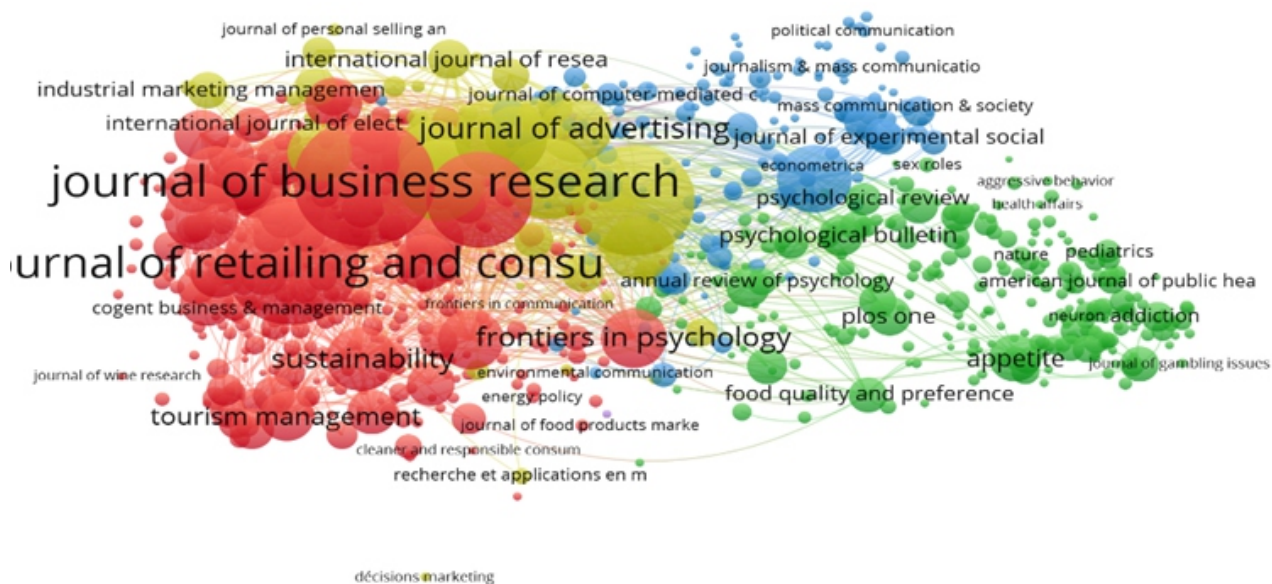 journal of personal selling an
political communication
international journal of resea
journalism & mass communicatio
industrial marketing managemen
journal of computer-mediated c
mass communication & society
international journal of elect
journal of advertising
journal of experimental social
econometrica
sex roles
journal of business research
psychological review
aggressive behavior
health affairs
psychological bulletin
nature
pediatrics
urnal of retailing and consu
annual review of psychology
american journal of public hea
cogent business & management
frontiers in communication
plos one
neuron
addiction
frontiers in psychology
sustainability
appetite
journal of gambling issues
journal of wine research
environmental communication
energy policy
food quality and preference
tourism management
journal of food products marke
cleaner and responsible consum
recherche et applications en m
décisions marketing